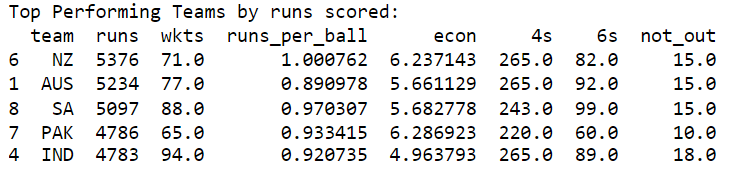 Top Performing Teams by runs scored:
team runs wkts runs_per_ball econ 4s 6s not_out
6 NZ 5376 71.0 1.000762 6.237143 265.0 82.0 15.0
1 AUS 5234 77.0 0.890978 5.661129 265.0 92.0 15.0
8 SA 5097 88.0 0.970307 5.682778 243.0 99.0 15.0
7 PAK 4786 65.0 0.933415 6.286923 220.0 60.0 10.0
4 IND 4783 94.0 0.920735 4.963793 265.0 89.0 18.0